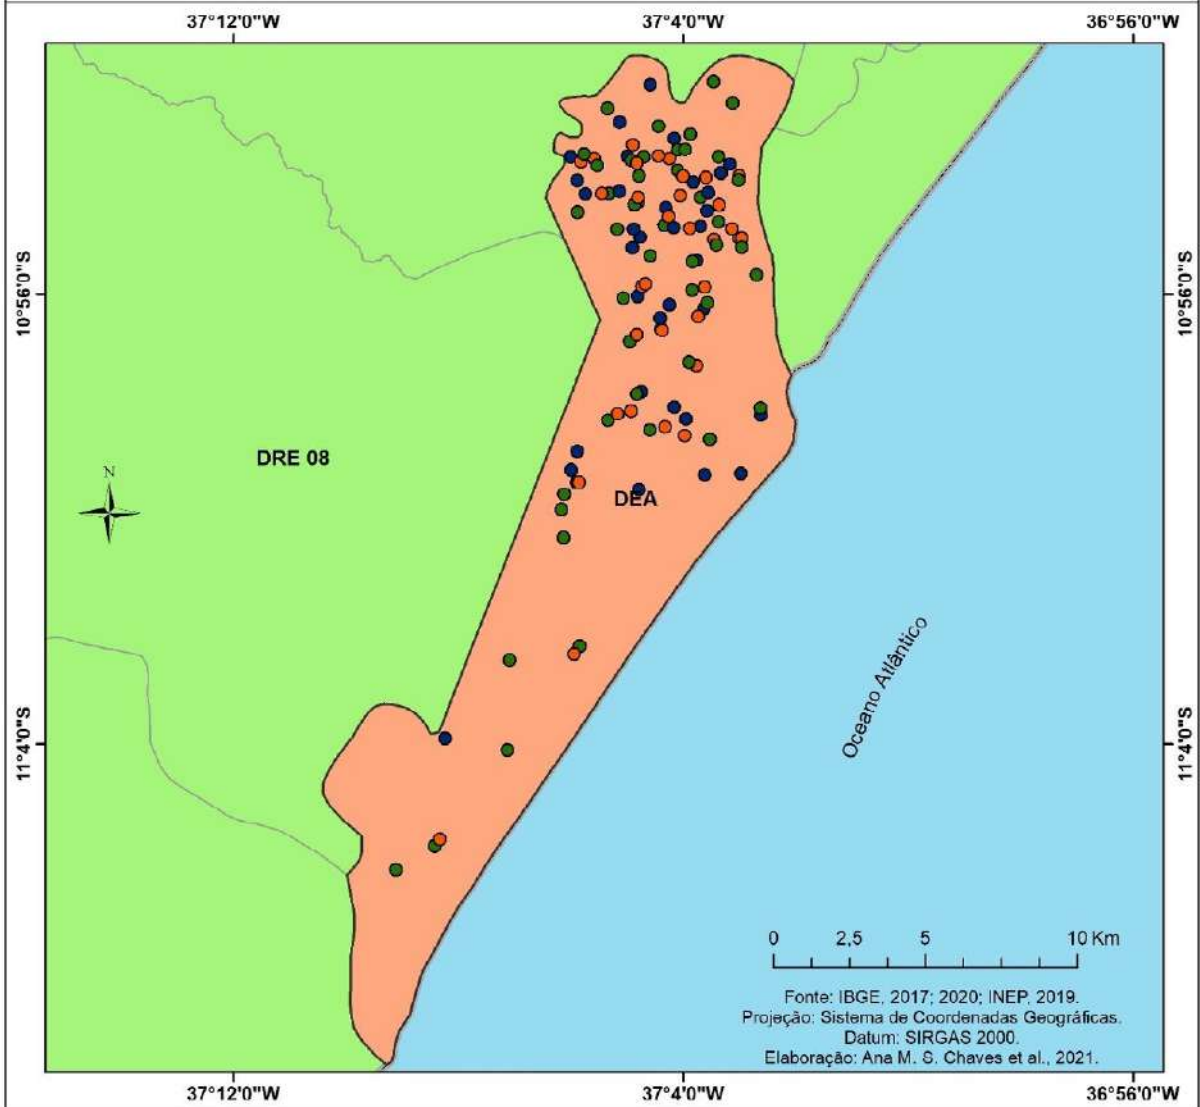 37°12'0"W 37°4'0"W 36°56'0"W
10°56'0"S 10°56'0"S
DRE 08
N
DEA
Oceano Atlântico
11°4'0"S 11°4'0"S
0 2,5 5 10 Km
Fonte: IBGE, 2017; 2020; INEP, 2019.
Projeção: Sistema de Coordenadas Geográficas.
Datum: SIRGAS 2000.
Elaboração: Ana M. S. Chaves et al., 2021.
37°12'0"W 37°4'0"W 36°56'0"W